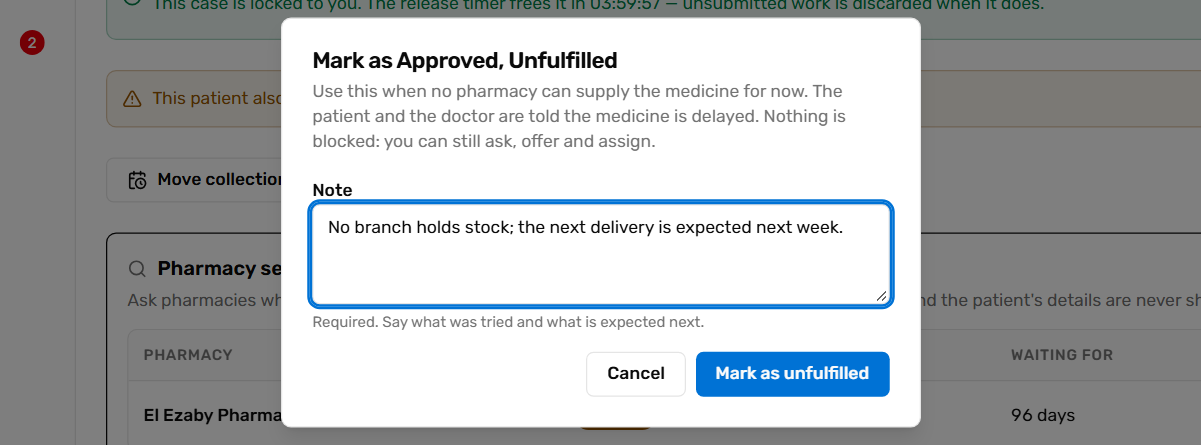 This case is locked to you. The release timer frees it in 03:59:57 — unsubmitted work is discarded when it does.
2
Mark as Approved, Unfulfilled
Use this when no pharmacy can supply the medicine for now. The
patient and the doctor are told the medicine is delayed. Nothing is
blocked: you can still ask, offer and assign.
This patient also
Move collection
Note
No branch holds stock; the next delivery is expected next week.
Required. Say what was tried and what is expected next.
Cancel
Mark as unfulfilled
Pharmacy se
Ask pharmacies wh
nd the patient's details are never sh
PHARMACY
WAITING FOR
El Ezaby Pharma
96 days